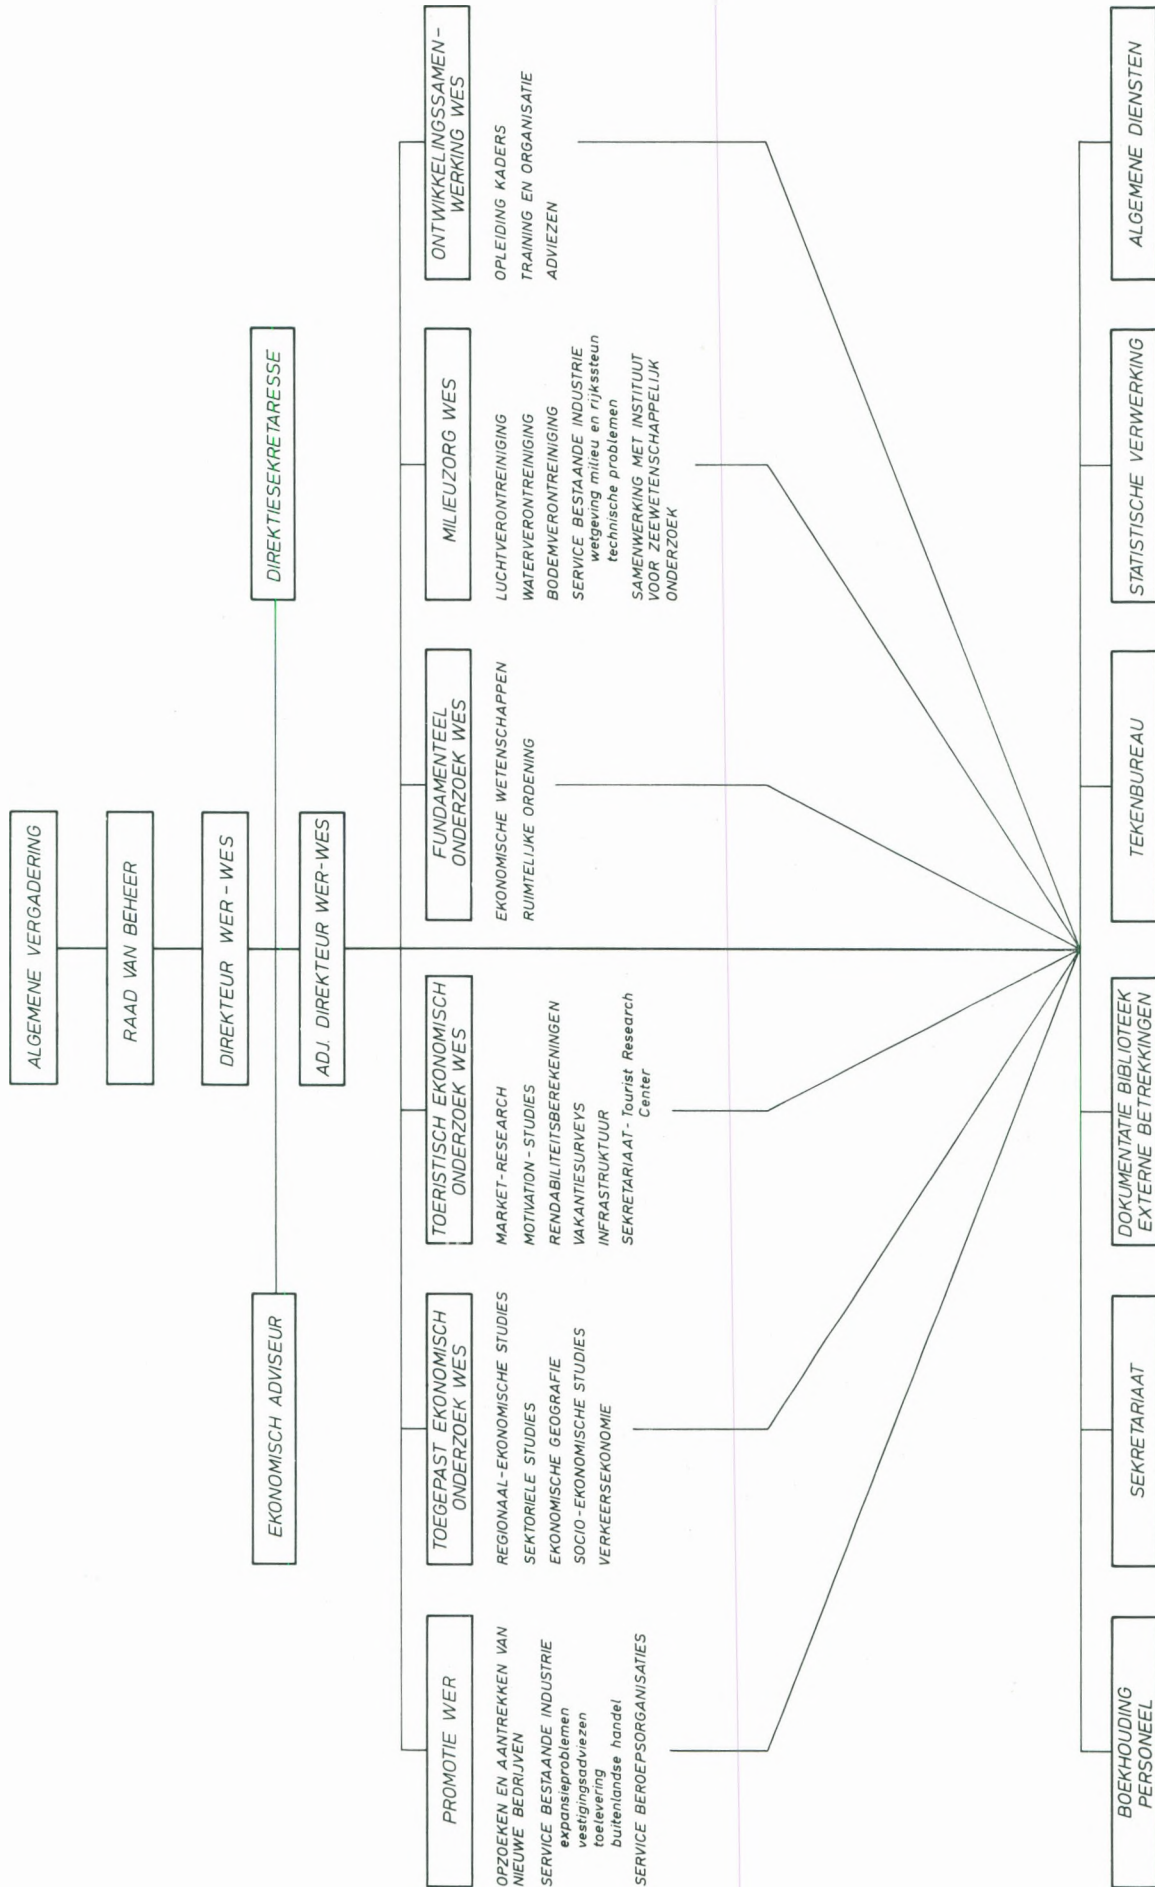 ALGEMENE VERGADERING
RAAD VAN BEHEER
DIREKTEUR WER-WES
EKONOMISCH ADVISEUR
DIREKTIESEKRETARESSE
ADJ. DIREKTEUR WER-WES
PROMOTIE WER
OPZOEKEN EN AANTREKKEN VAN
NIEUWE BEDRIJVEN
SERVICE BESTAANDE INDUSTRIE
expansieproblemen
vestigingsadviezen
toelevering
buitenlandse handel
SERVICE BEROEPSORGANISATIES
TOEGEPAST EKONOMISCH
ONDERZOEK WES
REGIONAAL-EKONOMISCHE STUDIES
SEKTORIELE STUDIES
EKONOMISCHE GEOGRAFIE
SOCIO-EKONOMISCHE STUDIES
VERKEERSEKONOMIE
TOERISTISCH EKONOMISCH
ONDERZOEK WES
MARKET-RESEARCH
MOTIVATION-STUDIES
RENDABILITEITSBEREKENINGEN
VAKANTIESURVEYS
INFRASTRUKTUUR
SEKRETARIAAT-Tourist Research
Center
FUNDAMENTEEL
ONDERZOEK WES
EKONOMISCHE WETENSCHAPPEN
RUIMTELIJKE ORDENING
MILIEUZORG WES
LUCHTVERONTREINIGING
WATERVERONTREINIGING
BODEMVERONTREINIGING
SERVICE BESTAANDE INDUSTRIE
wetgeving milieu en rijkssteun
technische problemen
SAMENWERKING MET INSTITUUT
VOOR ZEEWETENSCHAPPELIJK
ONDERZOEK
ONTWIKKELINGSSAMEN-
WERKING WES
OPLEIDING KADERS
TRAINING EN ORGANISATIE
ADVIEZEN
BOEKHOUDING
PERSONEEL
SEKRETARIAAT
DOKUMENTATIE BIBLIOTEEK
EXTERNE BETREKKINGEN
TEKENBUREAU
STATISTISCHE VERWERKING
ALGEMENE DIENSTEN